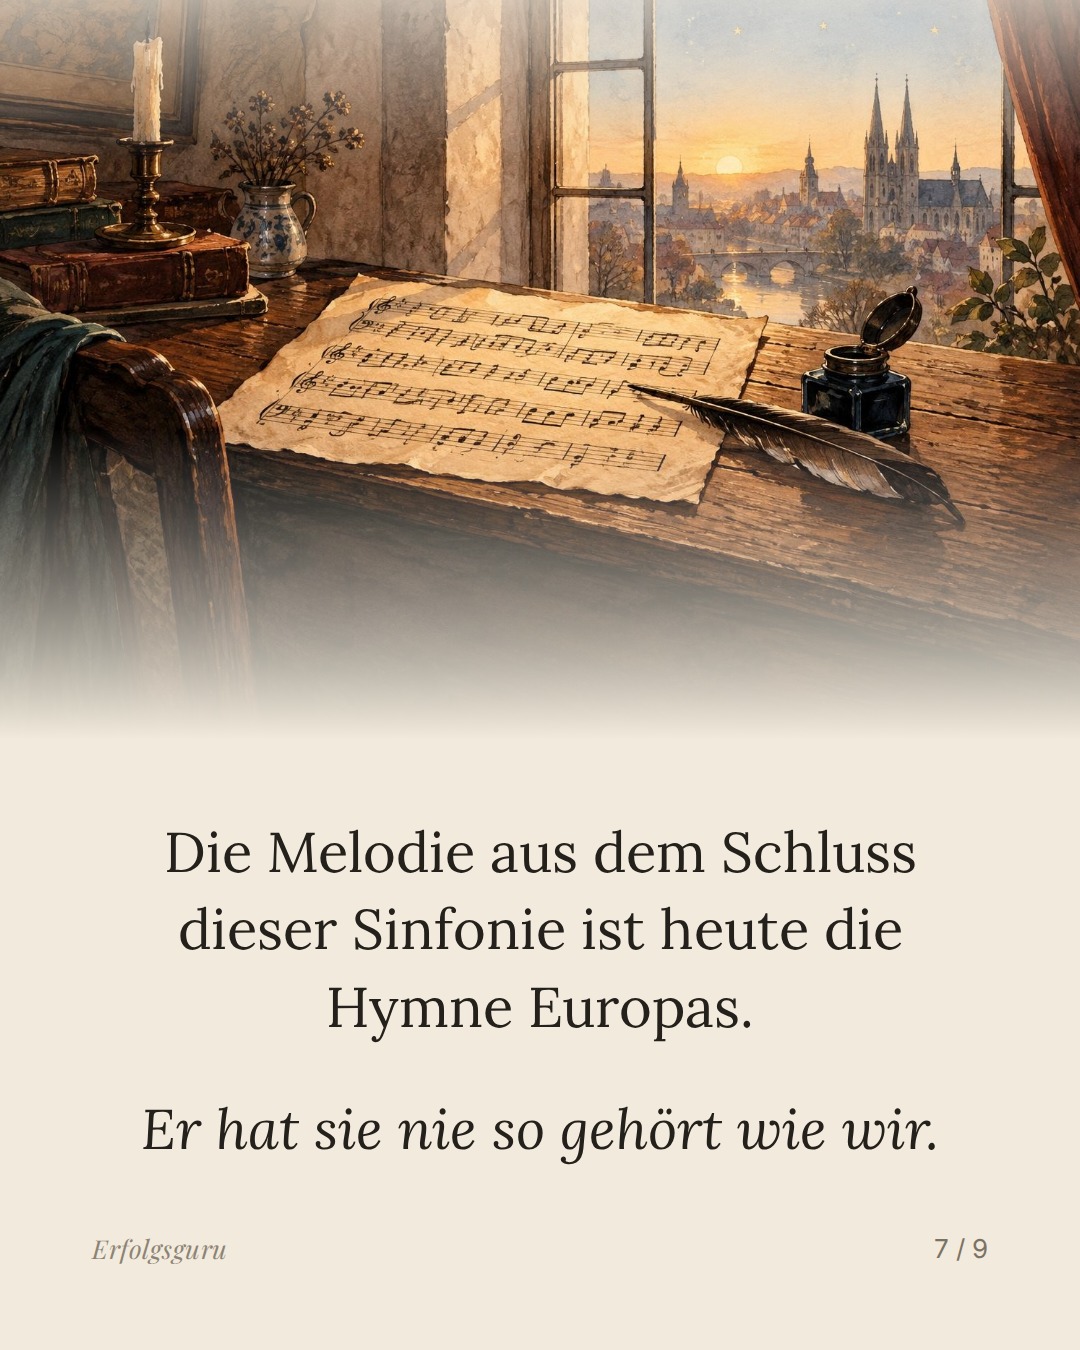 Die Melodie aus dem Schluss
dieser Sinfonie ist heute die
Hymne Europas.
Er hat sie nie so gehört wie wir.
Erfolgsguru
7 / 9